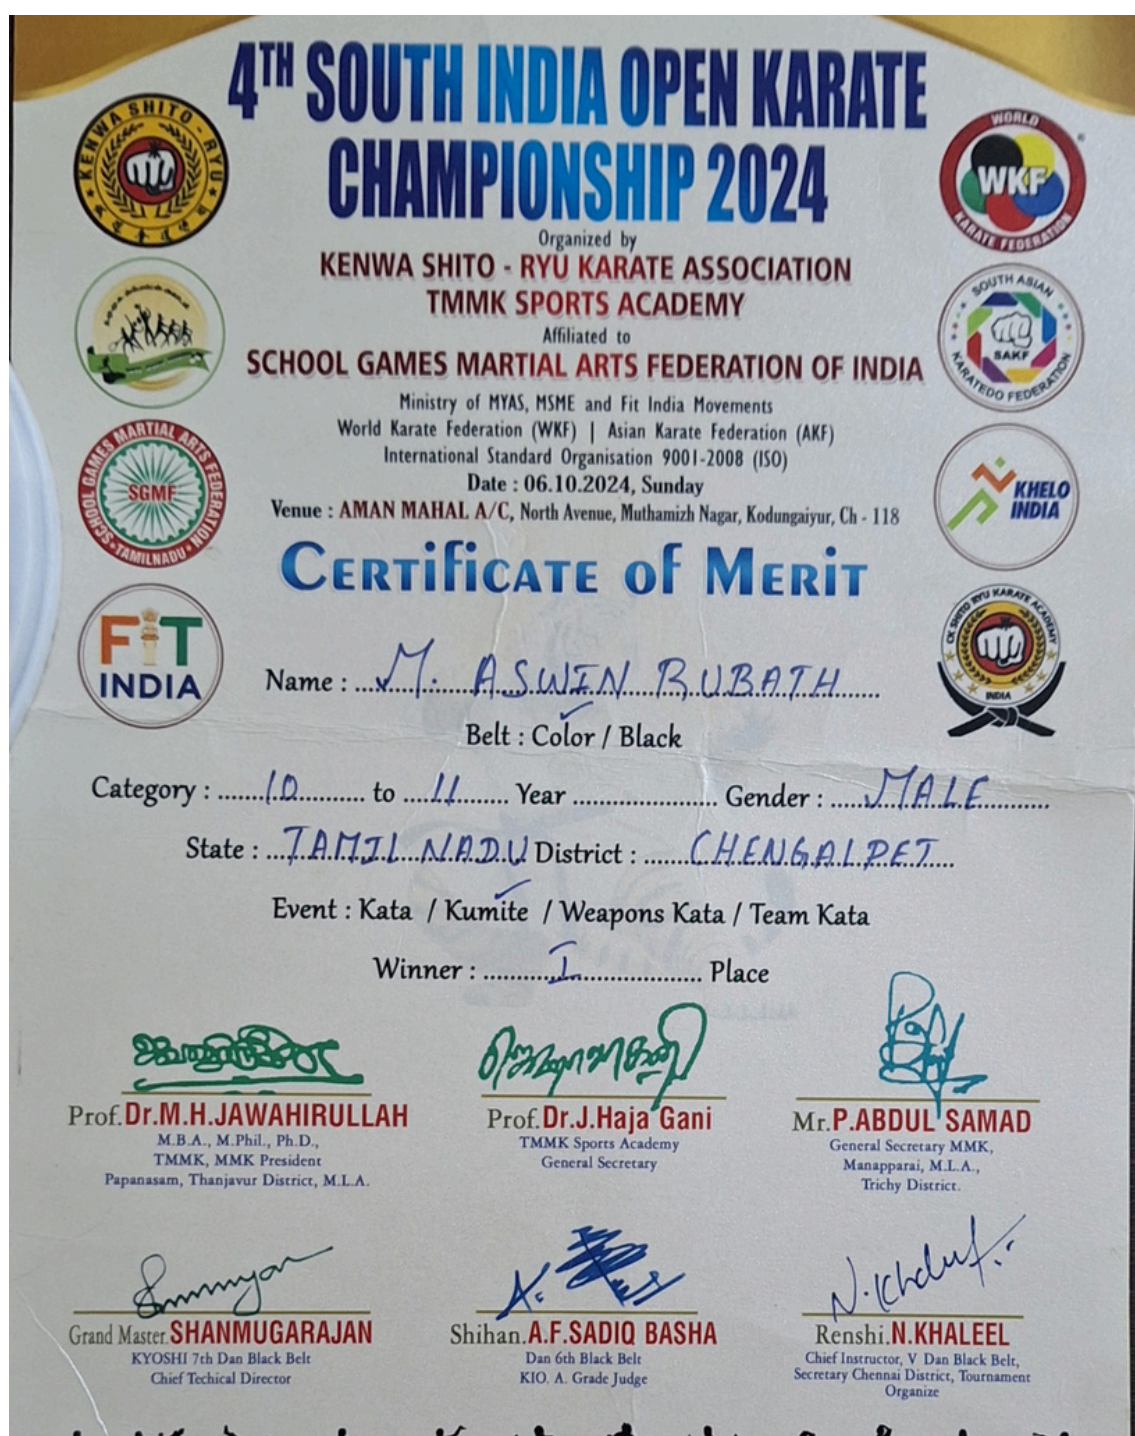 4TH SOUTH INDIA OPEN KARATE
CHAMPIONSHIP 2024
Organized by
KENWA SHITO - RYU KARATE ASSOCIATION
TMMK SPORTS ACADEMY
Affiliated to
SCHOOL GAMES MARTIAL ARTS FEDERATION OF INDIA
Ministry of MYAS, MSME and Fit India Movements
World Karate Federation (WKF) | Asian Karate Federation (AKF)
International Standard Organisation 9001-2008 (ISO)
Date : 06.10.2024, Sunday
Venue : AMAN MAHAL A/C, North Avenue, Muthamizh Nagar, Kodungaiyur, Ch - 118
KENWA SHITO - RYU
SCHOOL GAMES MARTIAL ARTS FEDERATION
SGMF
TAMILNADU
FIT
INDIA
WORLD
WKF
KARATE FEDERATION
SOUTH ASIAN
SAKF
KARATEDO FEDERATION
KHELO
INDIA
CK SHITO RYU KARATE ACADEMY
INDIA
CERTIFICATE OF MERIT
Name : M. ASWIN RUBATH
Belt : Color / Black
Category : 10 to 11 Year .................... Gender : MALE
State : TAMIL NADU District : CHENGALPET
Event : Kata / Kumite / Weapons Kata / Team Kata
Winner : I Place
Prof.Dr.M.H.JAWAHIRULLAH
M.B.A., M.Phil., Ph.D.,
TMMK, MMK President
Papanasam, Thanjavur District, M.L.A.
Prof.Dr.J.Haja Gani
TMMK Sports Academy
General Secretary
Mr.P.ABDUL SAMAD
General Secretary MMK,
Manapparai, M.L.A.,
Trichy District.
N.Khaleel
Grand Master.SHANMUGARAJAN
KYOSHI 7th Dan Black Belt
Chief Techical Director
Shihan.A.F.SADIQ BASHA
Dan 6th Black Belt
KIO. A. Grade Judge
Renshi.N.KHALEEL
Chief Instructor, V Dan Black Belt,
Secretary Chennai District, Tournament
Organize